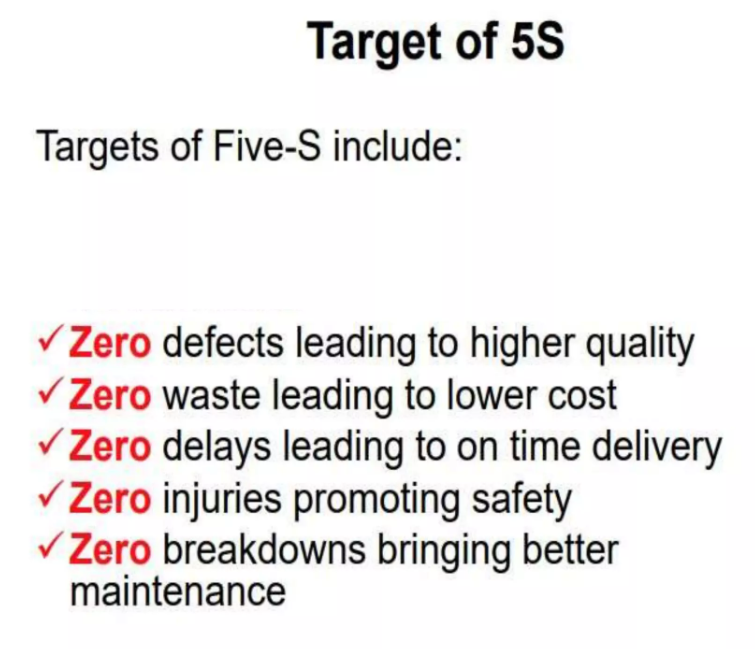 Target of 5S
Targets of Five-S include:
✓ Zero defects leading to higher quality
✓ Zero waste leading to lower cost
✓ Zero delays leading to on time delivery
✓ Zero injuries promoting safety
✓ Zero breakdowns bringing better
maintenance